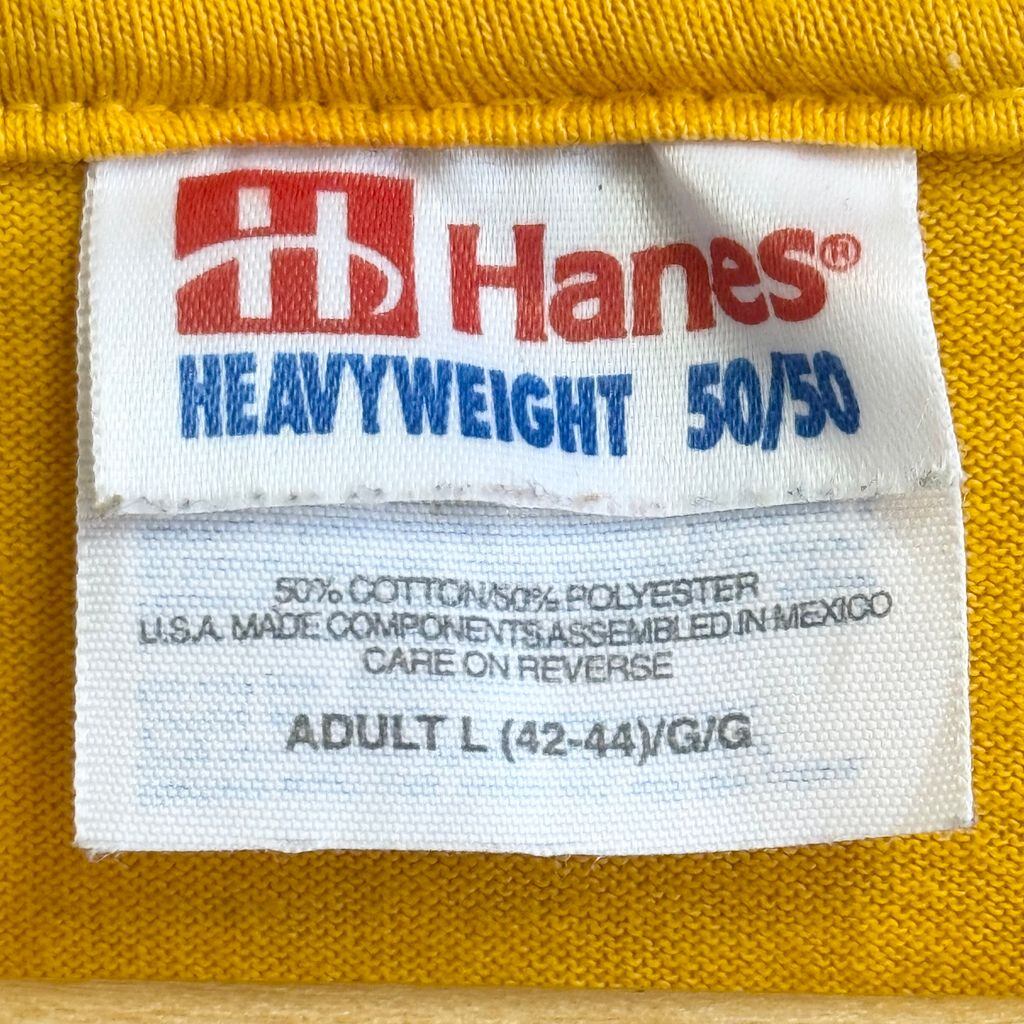 H Hanes®
HEAVYWEIGHT 50/50
50% COTTON/50% POLYESTER
U.S.A. MADE COMPONENTS ASSEMBLED IN MEXICO
CARE ON REVERSE
ADULT L (42-44)/G/G